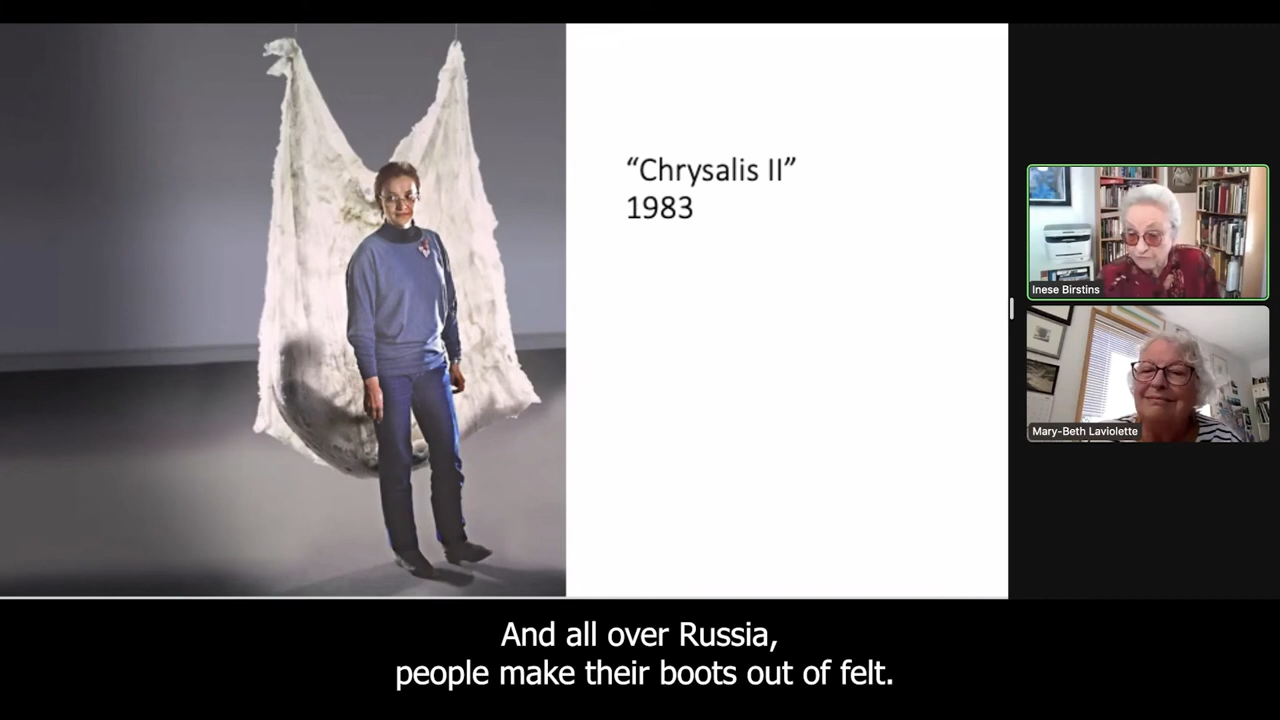 “Chrysalis II”
1983
Inese Birstins
Mary-Beth Laviolette
And all over Russia,
people make their boots out of felt.